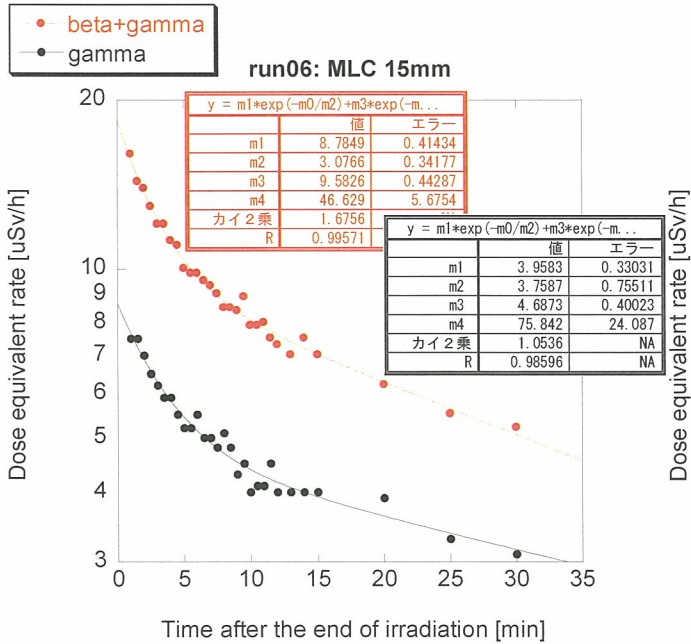 beta+gamma
gamma
run06: MLC 15mm
Dose equivalent rate [uSv/h]
20
10
9
8
7
6
5
4
3
y = m1*exp(-m0/m2)+m3*exp(-m...
値 エラー
m1 8.7849 0.41434
m2 3.0766 0.34177
m3 9.5826 0.44287
m4 46.629 5.6754
カイ2乗 1.6756
R 0.99571
y = m1*exp(-m0/m2)+m3*exp(-m...
値 エラー
m1 3.9583 0.33031
m2 3.7587 0.75511
m3 4.6873 0.40023
m4 75.842 24.087
カイ2乗 1.0536 NA
R 0.98596 NA
Dose equivalent rate [uSv/h]
0 5 10 15 20 25 30 35
Time after the end of irradiation [min]